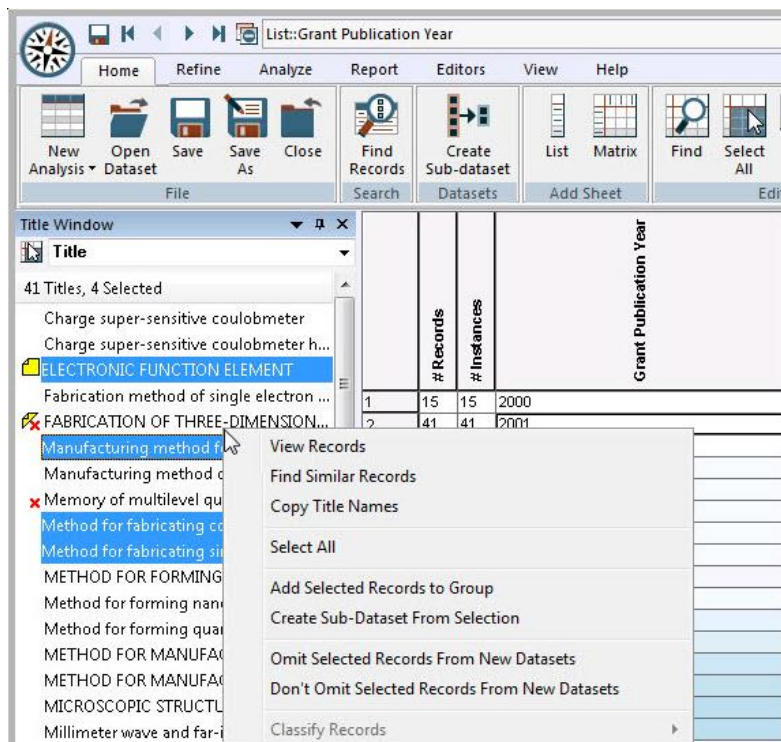 List::Grant Publication Year
Home Refine Analyze Report Editors View Help
New Analysis Open Dataset Save Save As Close Find Records Create Sub-dataset List Matrix Find Select All
File Search Datasets Add Sheet Edi
Title Window
Title
41 Titles, 4 Selected
Charge super-sensitive coulobmeter
Charge super-sensitive coulobmeter h...
ELECTRONIC FUNCTION ELEMENT
Fabrication method of single electron ...
FABRICATION OF THREE-DIMENSION...
Manufacturing method f
Manufacturing method
Memory of multilevel qu
Method for fabricating co
Method for fabricating si
METHOD FOR FORMING
Method for forming nan
Method for forming qua
METHOD FOR MANUFA
METHOD FOR MANUFA
MICROSCOPIC STRUCTU
Millimeter wave and far-i
# Records
# Instances
Grant Publication Year
1 15 15 2000
2 41 41 2001
View Records
Find Similar Records
Copy Title Names
Select All
Add Selected Records to Group
Create Sub-Dataset From Selection
Omit Selected Records From New Datasets
Don't Omit Selected Records From New Datasets
Classify Records